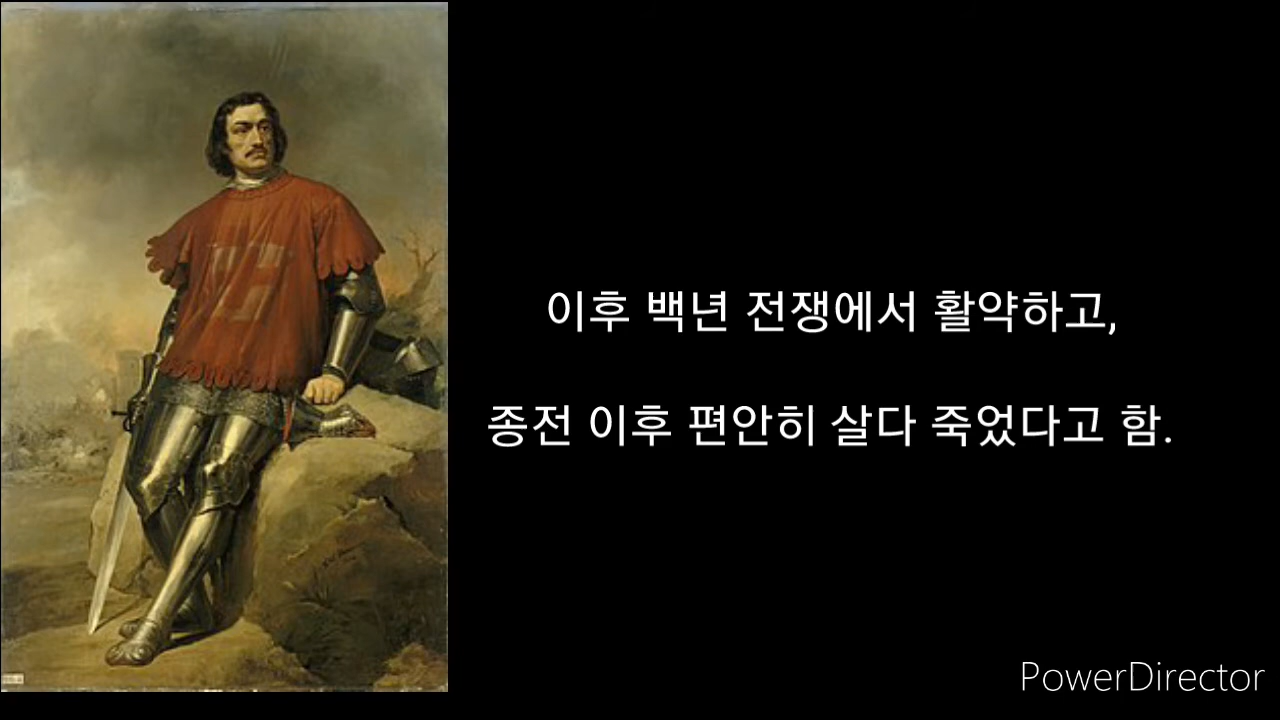 이후 백년 전쟁에서 활약하고,
종전 이후 편안히 살다 죽었다고 함.
PowerDirector